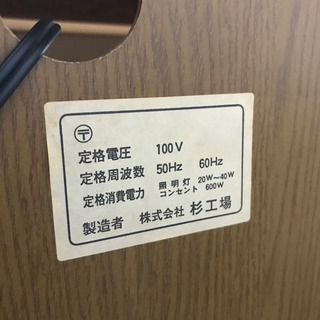 〶
定格電圧 100V
定格周波数 50Hz 60Hz
定格消費電力 照明灯 20W〜40W
コンセント 600W
製造者 株式会社 杉工場